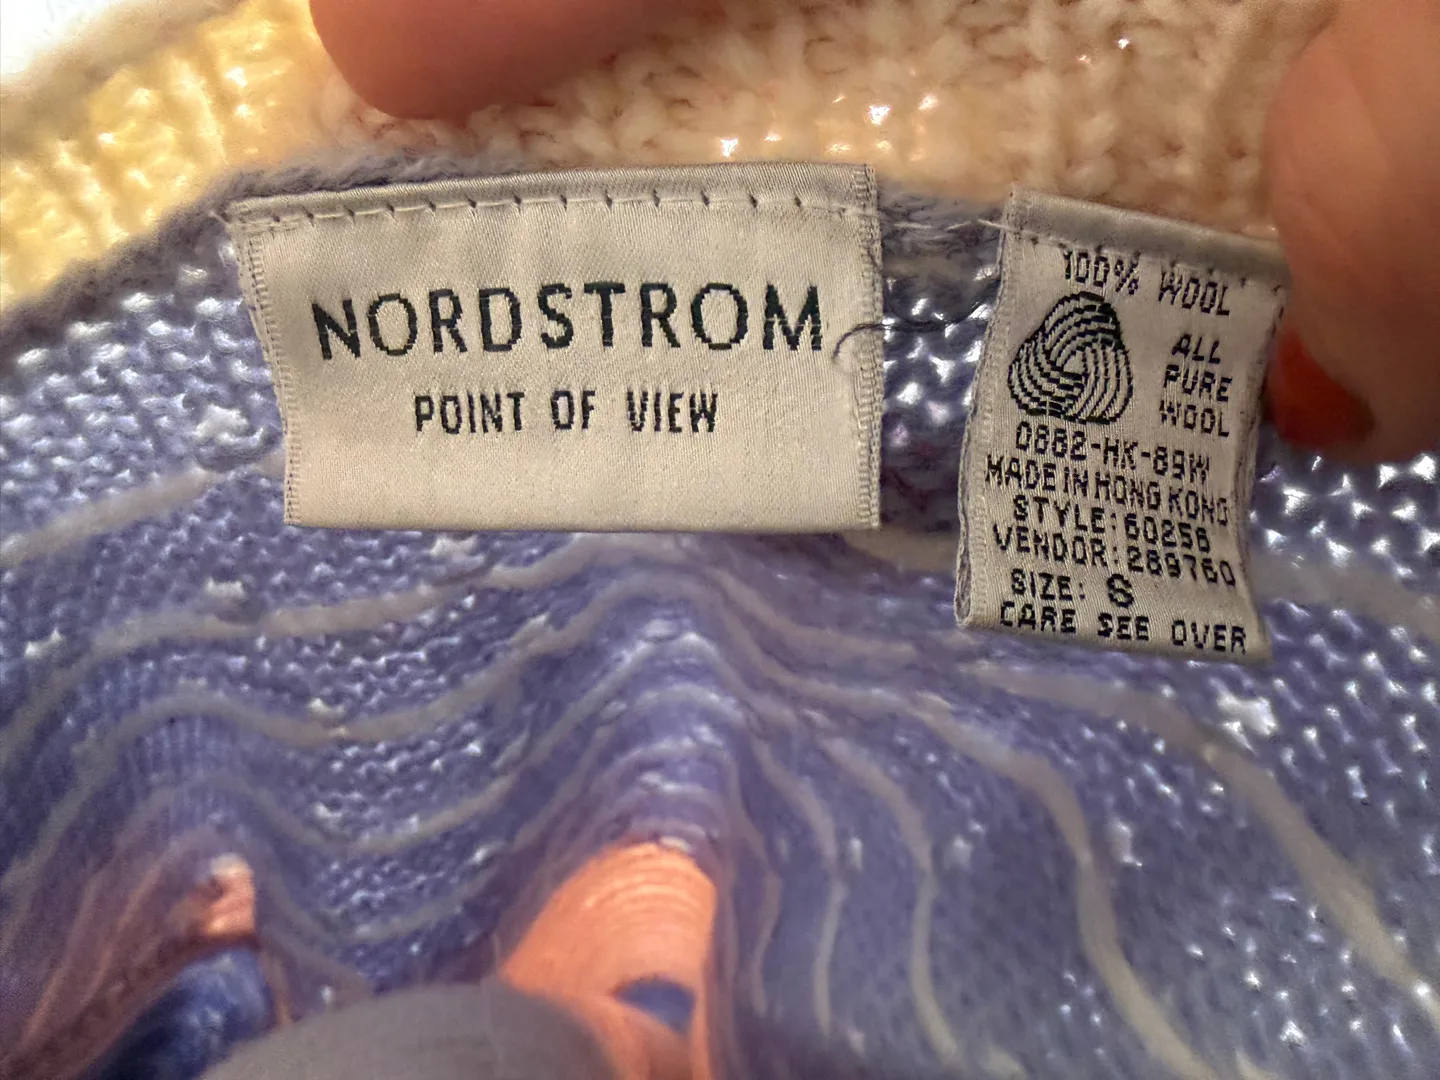 NORDSTROM
POINT OF VIEW
100% WOOL
ALL
PURE
WOOL
0882-HK-89W
MADE IN HONG KONG
STYLE: 60256
VENDOR: 289760
SIZE: S
CARE SEE OVER